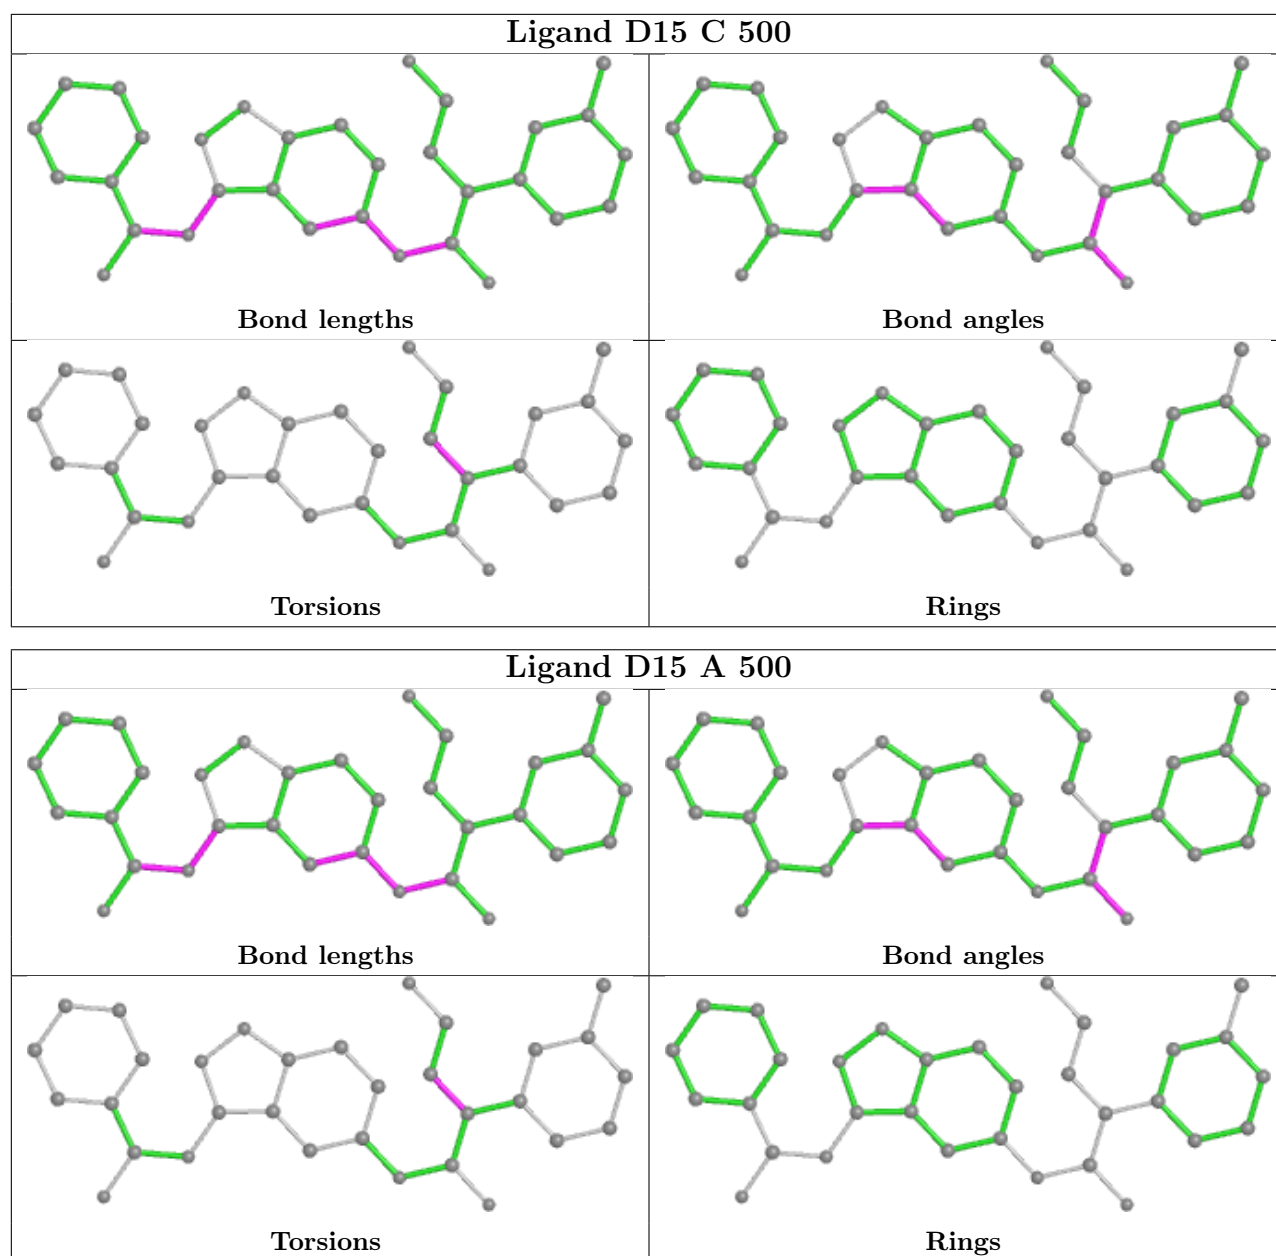 Ligand D15 C 500
Bond lengths
Bond angles
Torsions
Rings
Ligand D15 A 500
Bond lengths
Bond angles
Torsions
Rings